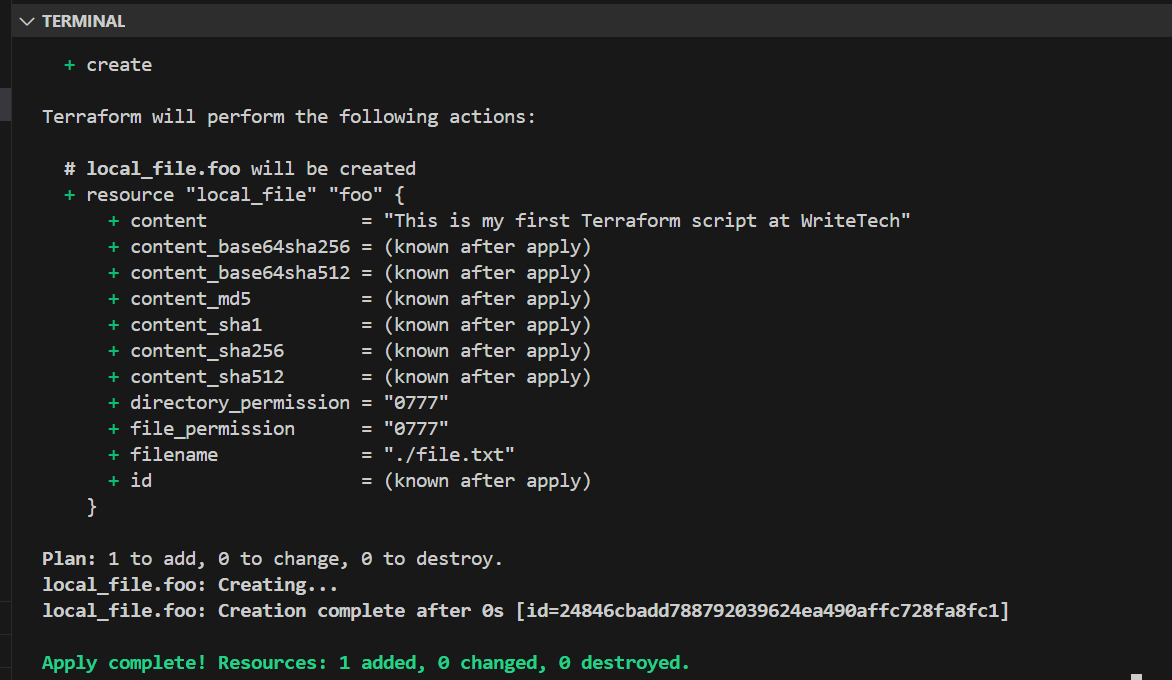 TERMINAL
+ create
Terraform will perform the following actions:
# local_file.foo will be created
+ resource "local_file" "foo" {
+ content = "This is my first Terraform script at WriteTech"
+ content_base64sha256 = (known after apply)
+ content_base64sha512 = (known after apply)
+ content_md5 = (known after apply)
+ content_sha1 = (known after apply)
+ content_sha256 = (known after apply)
+ content_sha512 = (known after apply)
+ directory_permission = "0777"
+ file_permission = "0777"
+ filename = "./file.txt"
+ id = (known after apply)
}
Plan: 1 to add, 0 to change, 0 to destroy.
local_file.foo: Creating...
local_file.foo: Creation complete after 0s [id=24846cbadd788792039624ea490affc728fa8fc1]
Apply complete! Resources: 1 added, 0 changed, 0 destroyed.